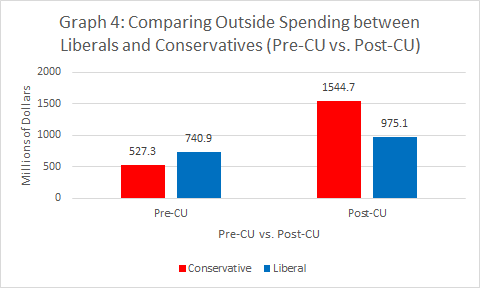 Graph 4: Comparing Outside Spending between
Liberals and Conservatives (Pre-CU vs. Post-CU)
Millions of Dollars
2000
1500
1000
500
0
527.3
740.9
1544.7
975.1
Pre-CU
Post-CU
Pre-CU vs. Post-CU
Conservative
Liberal